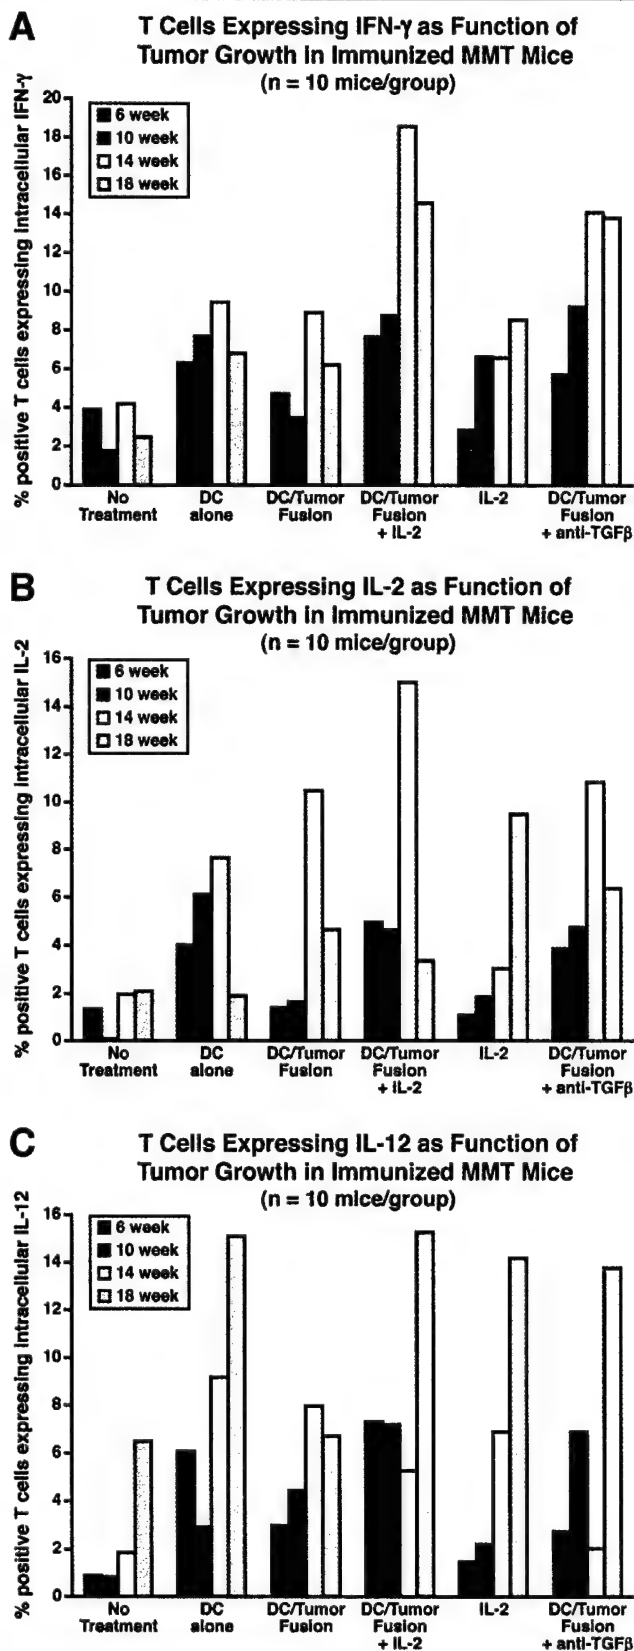 A
T Cells Expressing IFN-γ as Function of
Tumor Growth in Immunized MMT Mice
(n = 10 mice/group)
% positive T cells expressing intracellular IFN-γ
20
18
16
14
12
10
8
6
4
2
0
6 week
10 week
14 week
18 week
No Treatment
DC alone
DC/Tumor Fusion
DC/Tumor Fusion + IL-2
IL-2
DC/Tumor Fusion + anti-TGFβ
B
T Cells Expressing IL-2 as Function of
Tumor Growth in Immunized MMT Mice
(n = 10 mice/group)
% positive T cells expressing intracellular IL-2
16
14
12
10
8
6
4
2
0
6 week
10 week
14 week
18 week
No Treatment
DC alone
DC/Tumor Fusion
DC/Tumor Fusion + IL-2
IL-2
DC/Tumor Fusion + anti-TGFβ
C
T Cells Expressing IL-12 as Function of
Tumor Growth in Immunized MMT Mice
(n = 10 mice/group)
% positive T cells expressing intracellular IL-12
16
14
12
10
8
6
4
2
0
6 week
10 week
14 week
18 week
No Treatment
DC alone
DC/Tumor Fusion
DC/Tumor Fusion + IL-2
IL-2
DC/Tumor Fusion + anti-TGFβ